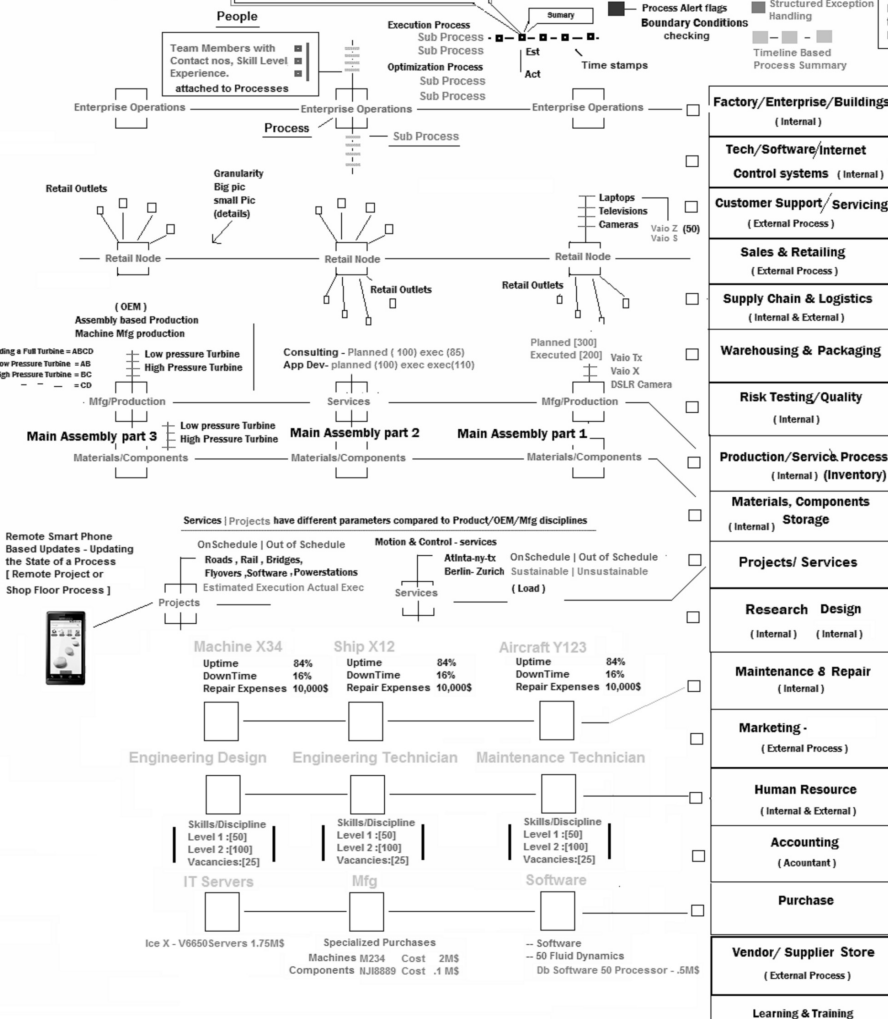 People
Team Members with
Contact nos, Skill Level
Experience.
attached to Processes
Execution Process
Sub Process
Sub Process
Optimization Process
Sub Process
Sub Process
Sumary
Est
Act
Time stamps
Process Alert flags
Boundary Conditions
checking
Structured Exception
Handling
Timeline Based
Process Summary
Enterprise Operations
Enterprise Operations
Enterprise Operations
Process
Sub Process
Retail Outlets
Granularity
Big pic
small Pic
(details)
Laptops
Televisions
Cameras
Vaio Z (50)
Vaio S
Retail Node
Retail Node
Retail Node
Retail Outlets
Retail Outlets
( OEM )
Assembly based Production
Machine Mfg production
a Full Turbine = ABCD
Pressure Turbine = AB
Pressure Turbine = BC
= CD
Low pressure Turbine
High Pressure Turbine
Consulting - Planned ( 100) exec (85)
App Dev- planned (100) exec exec(110)
Planned [300]
Executed [200]
Vaio Tx
Vaio X
DSLR Camera
Mfg/Production
Services
Mfg/Production
Main Assembly part 3
Low pressure Turbine
High Pressure Turbine
Main Assembly part 2
Main Assembly part 1
Materials/Components
Materials/Components
Materials/Components
Services | Projects have different parameters compared to Product/OEM/Mfg disciplines
Remote Smart Phone
Based Updates - Updating
the State of a Process
[ Remote Project or
Shop Floor Process ]
OnSchedule | Out of Schedule
Roads , Rail , Bridges,
Flyovers ,Software , Powerstations
Estimated Execution Actual Exec
Projects
Motion & Control - services
Atlnta-ny-tx
Berlin- Zurich
OnSchedule | Out of Schedule
Sustainable | Unsustainable
( Load )
Services
Machine X34
Uptime 84%
DownTime 16%
Repair Expenses 10,000$
Ship X12
Uptime 84%
DownTime 16%
Repair Expenses 10,000$
Aircraft Y123
Uptime 84%
DownTime 16%
Repair Expenses 10,000$
Engineering Design
Engineering Technician
Maintenance Technician
Skills/Discipline
Level 1 :[50]
Level 2 :[100]
Vacancies:[25]
Skills/Discipline
Level 1 :[50]
Level 2 :[100]
Vacancies:[25]
Skills/Discipline
Level 1 :[50]
Level 2 :[100]
Vacancies:[25]
IT Servers
Mfg
Software
Ice X - V6650Servers 1.75M$
Specialized Purchases
Machines M234 Cost 2M$
Components NJI8889 Cost .1 M$
-- Software
-- 50 Fluid Dynamics
Db Software 50 Processor - .5M$
Factory/Enterprise/Buildings
( Internal )
Tech/Software/Internet
Control systems ( Internal )
Customer Support/ Servicing
( External Process )
Sales & Retailing
( External Process )
Supply Chain & Logistics
( Internal & External )
Warehousing & Packaging
Risk Testing/Quality
( Internal )
Production/Service Process
( Internal ) (Inventory)
Materials, Components
( Internal ) Storage
Projects/ Services
Research Design
( Internal ) ( Internal )
Maintenance & Repair
( Internal )
Marketing -
( External Process )
Human Resource
( Internal & External )
Accounting
( Acountant )
Purchase
Vendor/ Supplier Store
( External Process )
Learning & Training